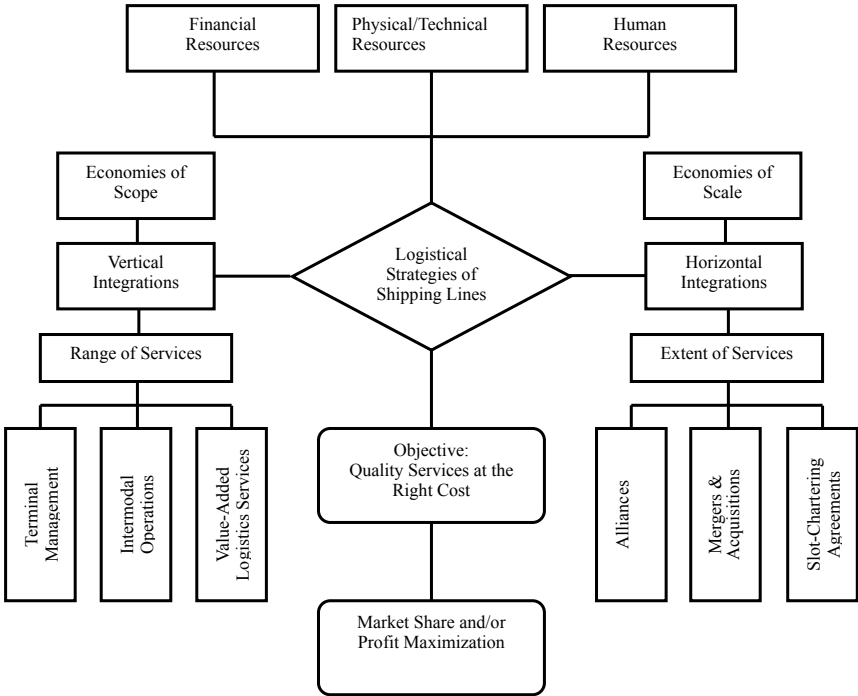 Financial
Resources
Physical/Technical
Resources
Human
Resources
Economies of
Scope
Economies of
Scale
Vertical
Integrations
Logistical
Strategies of
Shipping Lines
Horizontal
Integrations
Range of Services
Extent of Services
Terminal
Management
Intermodal
Operations
Value-Added
Logistics Services
Objective:
Quality Services at the
Right Cost
Alliances
Mergers &
Acquisitions
Slot-Chartering
Agreements
Market Share and/or
Profit Maximization